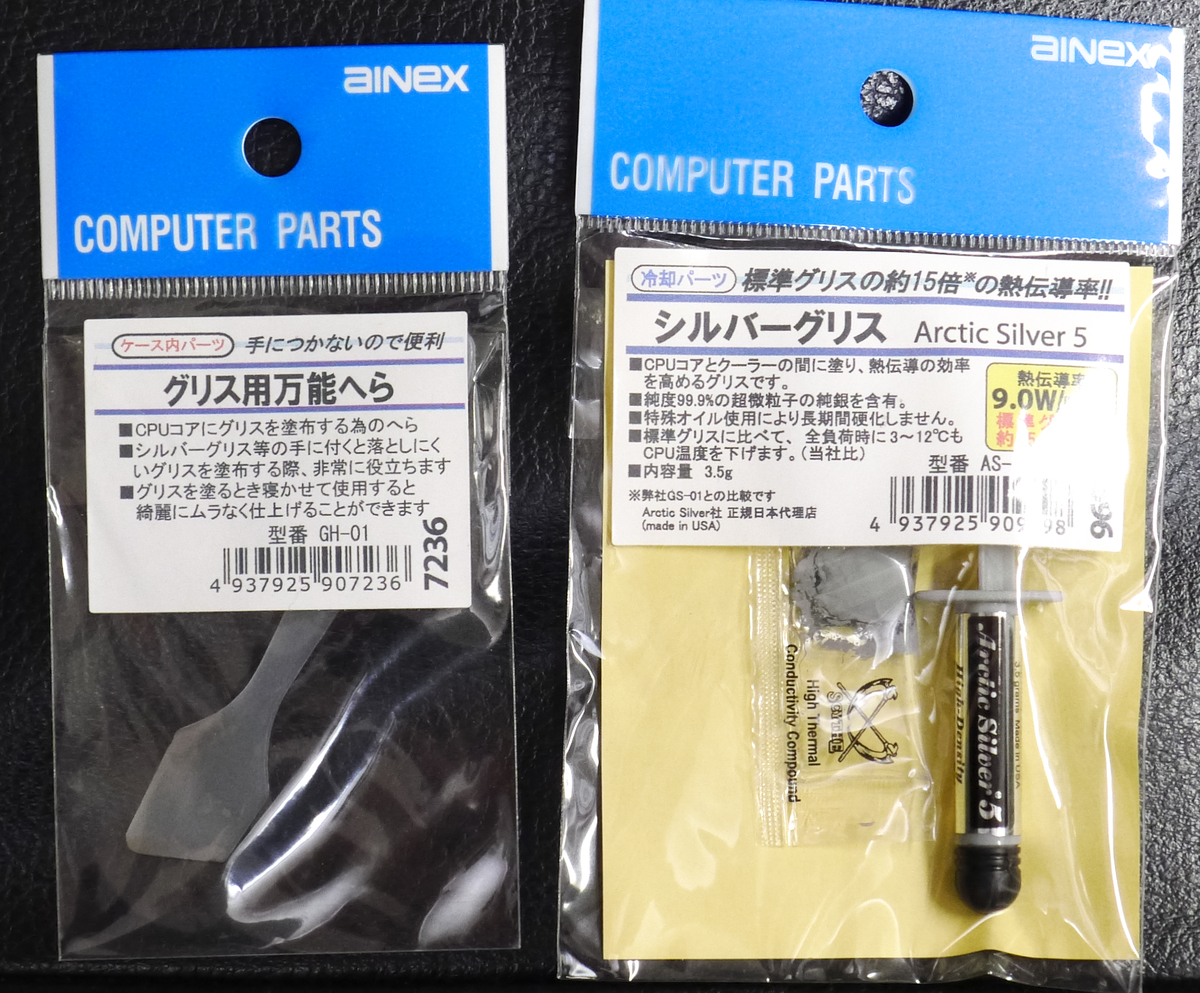 aINEX
COMPUTER PARTS
ケース内パーツ 手につかないので便利
グリス用万能へら
■CPUコアにグリスを塗布する為のへら
■シルバーグリス等の手に付くと落としにく
いグリスを塗布する際、非常に役立ちます
■グリスを塗るとき寝かせて使用すると
綺麗にムラなく仕上げることができます
型番 GH-01
4 937925 907236
7236
aINEX
COMPUTER PARTS
冷却パーツ 標準グリスの約15倍※の熱伝導率!!
シルバーグリス Arctic Silver 5
■CPUコアとクーラーの間に塗り、熱伝導の効率
を高めるグリスです。
■純度99.9%の超微粒子の純銀を含有。
■特殊オイル使用により長期間硬化しません。
■標準グリスに比べて、全負荷時に3～12℃も
CPU温度を下げます。(当社比)
■内容量 3.5g
熱伝導率
9.0W/
型番 AS-
※弊社GS-01との比較です
Arctic Silver社 正規日本代理店
(made in USA)
4 937925 909 98
High Thermal
Conductivity Compound
3.5 grams Made in USA
Arctic Silver 5
High-Density